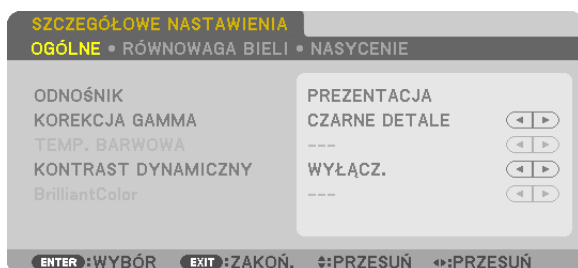 SZCZEGÓŁOWE NASTAWIENIA
OGÓLNE • RÓWNOWAGA BIELI • NASYCENIE
ODNOŚNIK PREZENTACJA
KOREKCJA GAMMA CZARNE DETALE
TEMP. BARWOWA ---
KONTRAST DYNAMICZNY WYŁĄCZ.
BrilliantColor ---
ENTER:WYBÓR EXIT:ZAKOŃ. :PRZESUŃ :PRZESUŃ